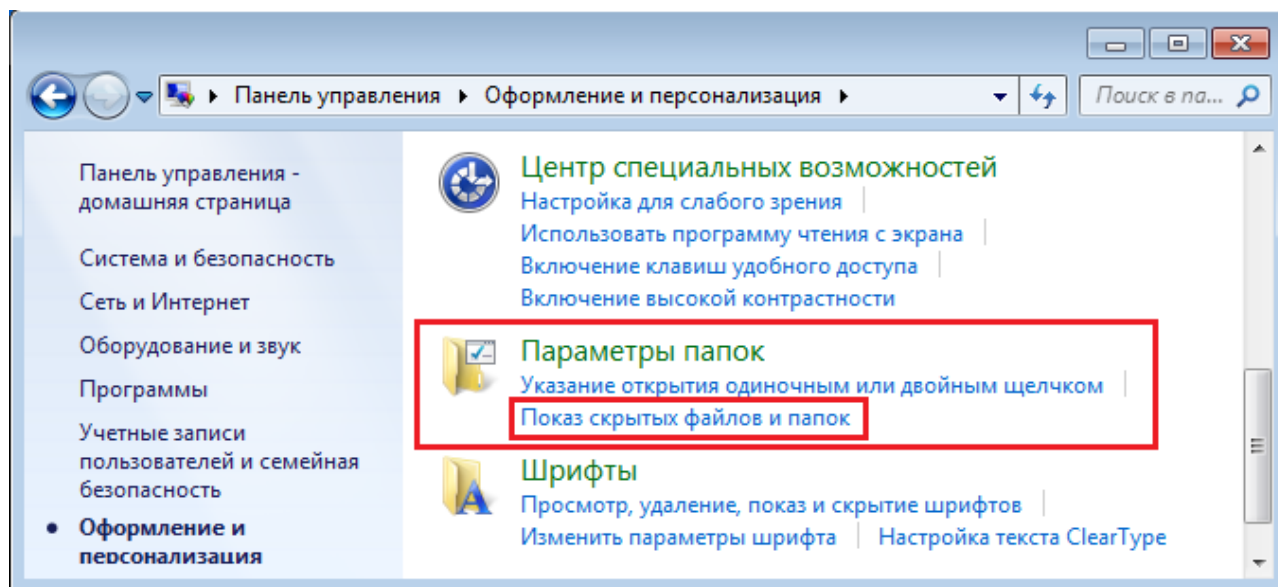 Панель управления
Оформление и персонализация
Поиск в па...
Панель управления -
домашняя страница
Система и безопасность
Сеть и Интернет
Оборудование и звук
Программы
Учетные записи
пользователей и семейная
безопасность
Оформление и
персонализация
Центр специальных возможностей
Настройка для слабого зрения
Использовать программу чтения с экрана
Включение клавиш удобного доступа
Включение высокой контрастности
Параметры папок
Указание открытия одиночным или двойным щелчком
Показ скрытых файлов и папок
Шрифты
Просмотр, удаление, показ и скрытие шрифтов
Изменить параметры шрифта
Настройка текста ClearType